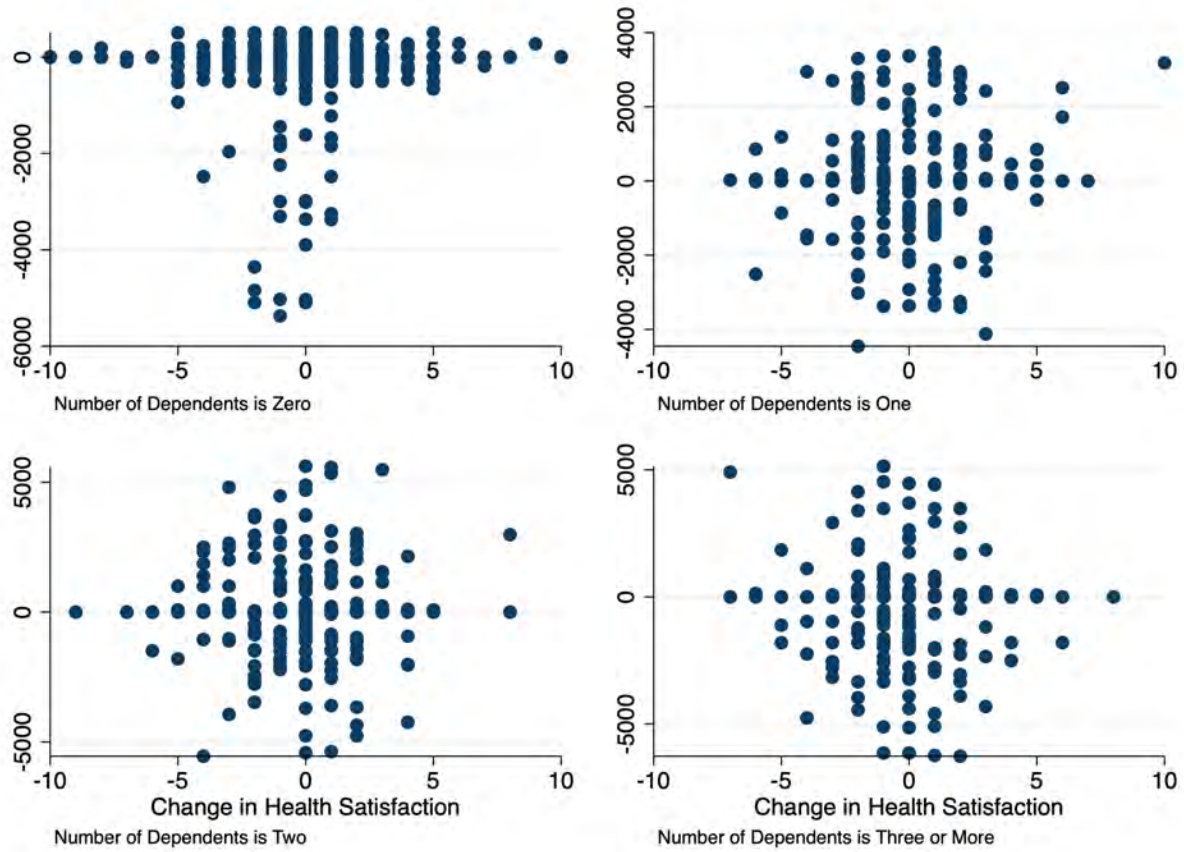 0
-2000
-4000
-6000
-10 -5 0 5 10
Number of Dependents is Zero
4000
2000
0
-2000
-4000
-10 -5 0 5 10
Number of Dependents is One
5000
0
-5000
-10 -5 0 5 10
Change in Health Satisfaction
Number of Dependents is Two
5000
0
-5000
-10 -5 0 5 10
Change in Health Satisfaction
Number of Dependents is Three or More